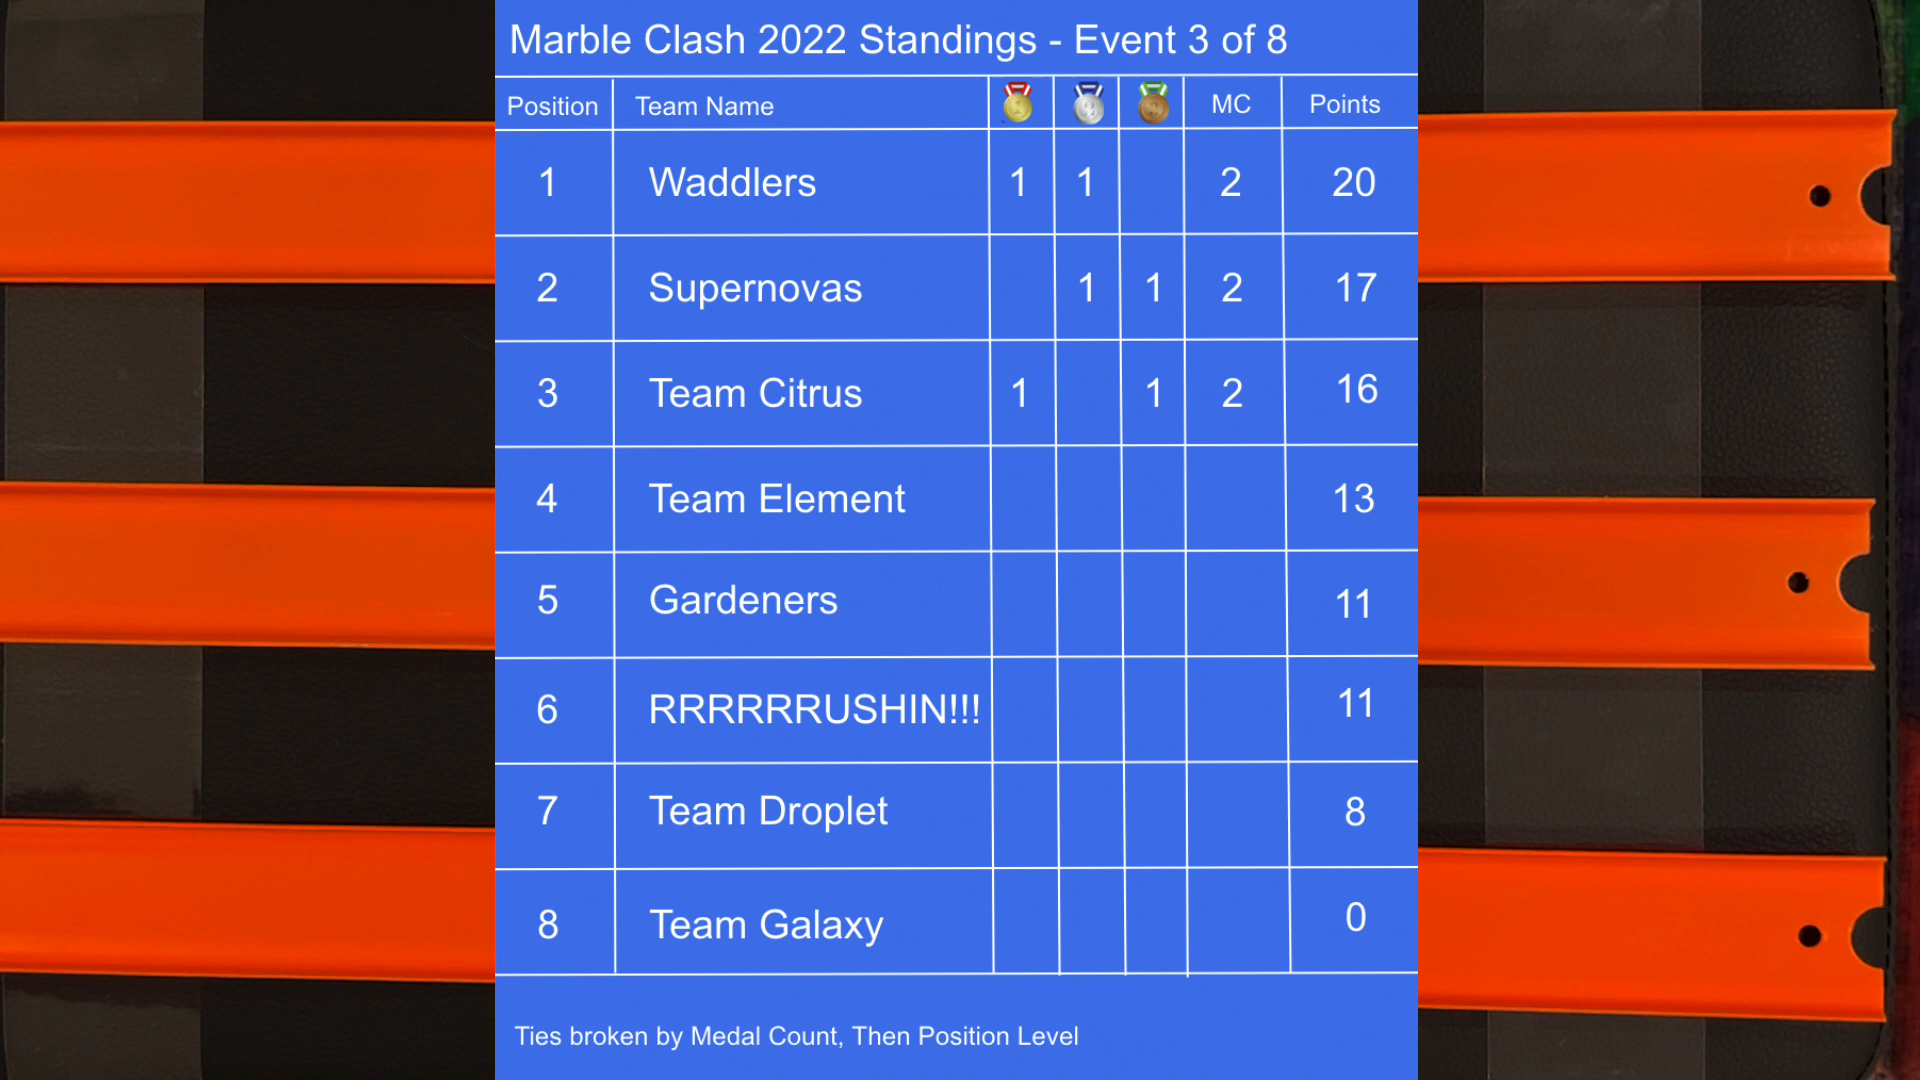 Marble Clash 2022 Standings - Event 3 of 8
Position Team Name MC Points
1 Waddlers 1 1 2 20
2 Supernovas 1 1 2 17
3 Team Citrus 1 1 2 16
4 Team Element 13
5 Gardeners 11
6 RRRRRRUSHIN!!! 11
7 Team Droplet 8
8 Team Galaxy 0
Ties broken by Medal Count, Then Position Level